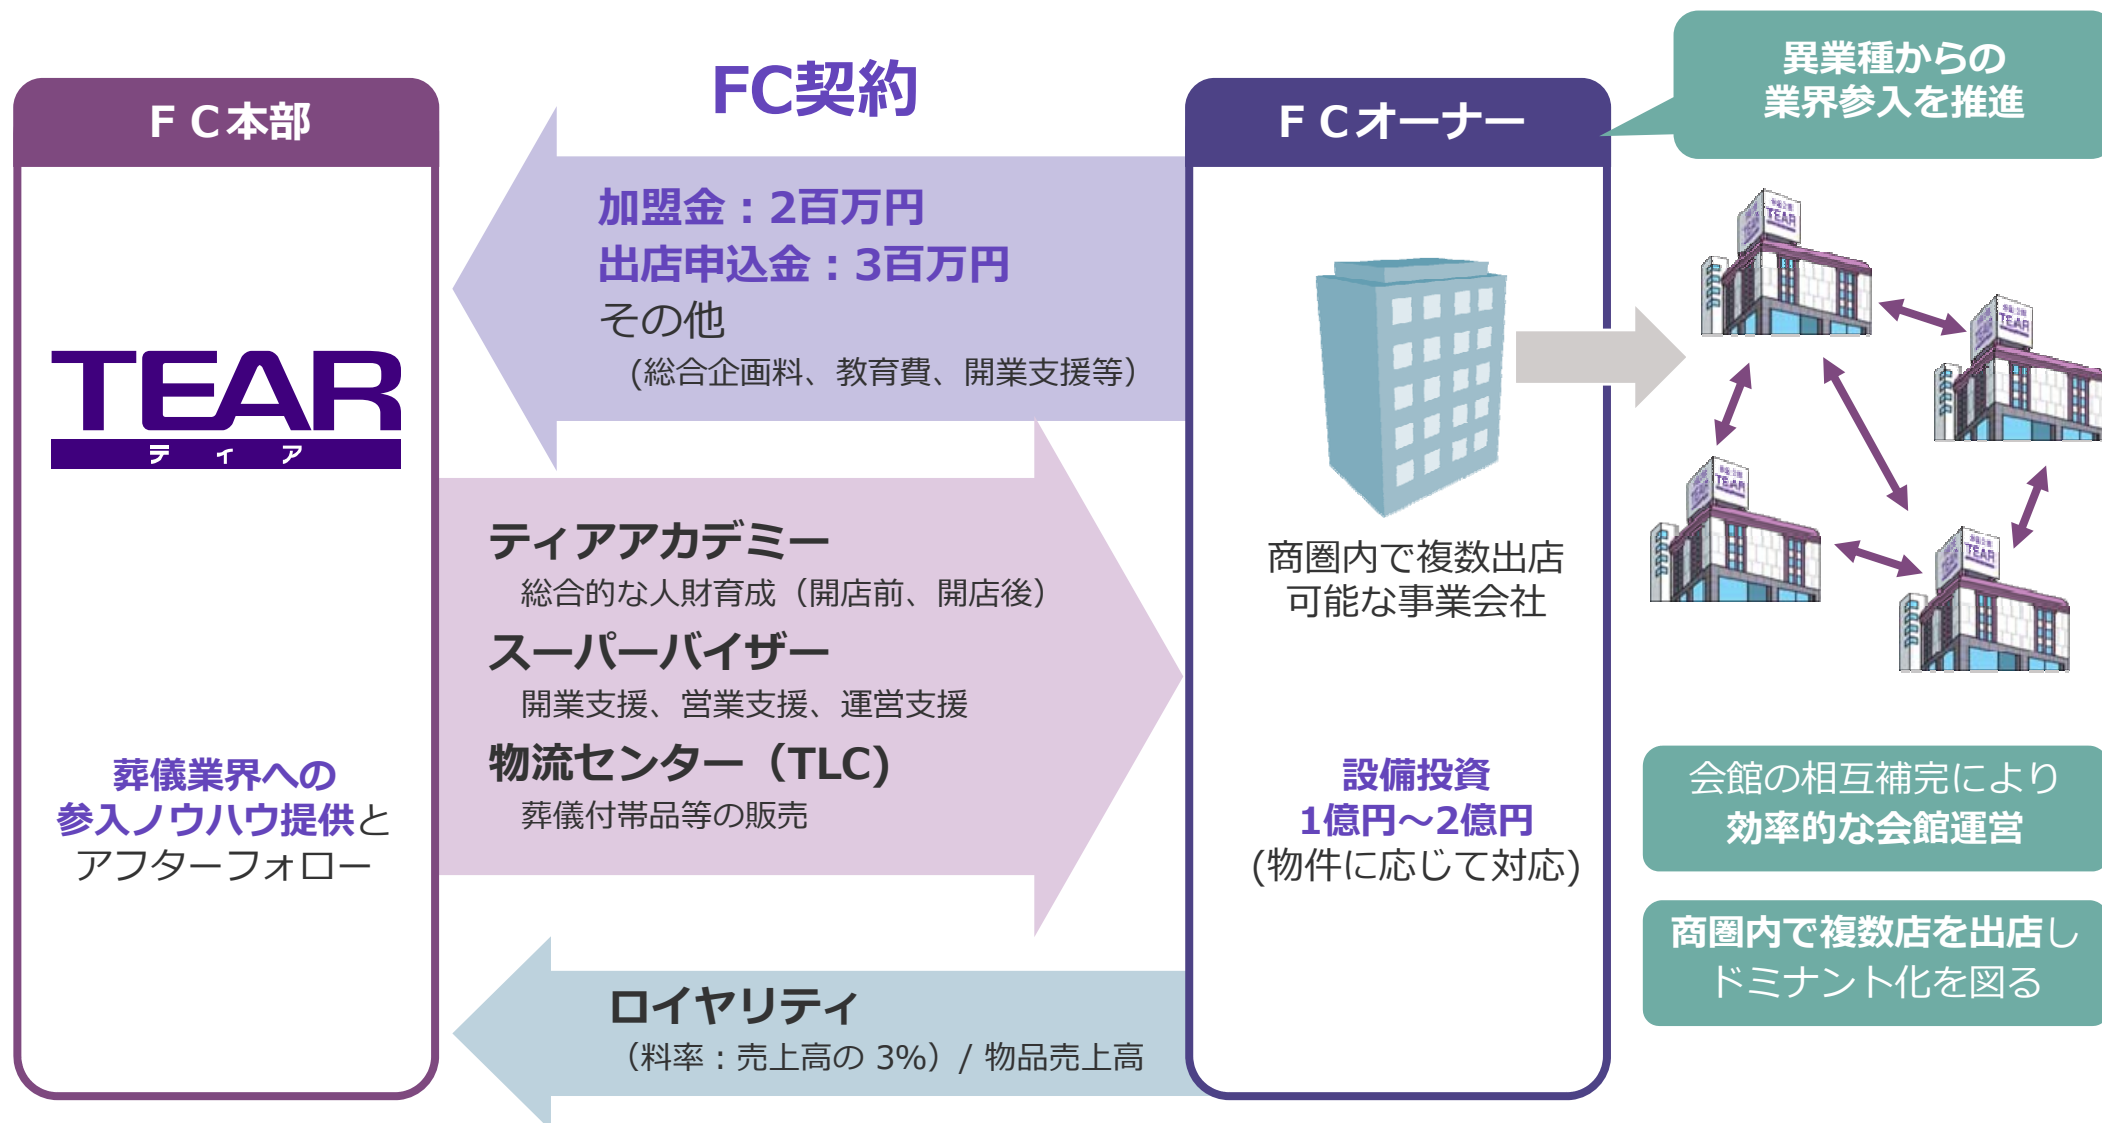 FC契約
ＦＣ本部
TEAR
ティア
葬儀業界への
参入ノウハウ提供と
アフターフォロー
加盟金：2百万円
出店申込金：3百万円
その他
(総合企画料、教育費、開業支援等）
ティアアカデミー
総合的な人財育成（開店前、開店後）
スーパーバイザー
開業支援、営業支援、運営支援
物流センター（TLC)
葬儀付帯品等の販売
ロイヤリティ
（料率：売上高の 3%）/ 物品売上高
ＦＣオーナー
商圏内で複数出店
可能な事業会社
設備投資
1億円～2億円
(物件に応じて対応)
異業種からの
業界参入を推進
TEAR
TEAR
TEAR
TEAR
会館の相互補完により
効率的な会館運営
商圏内で複数店を出店し
ドミナント化を図る